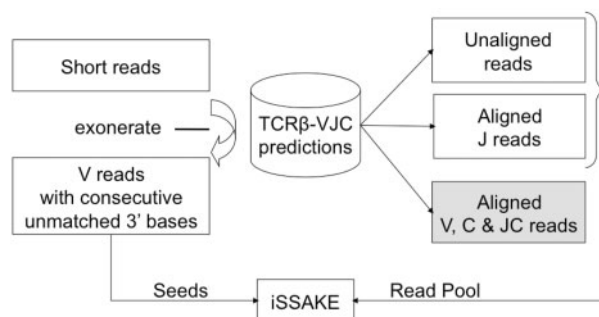 Short reads
exonerate
V reads
with consecutive
unmatched 3' bases
TCRβ-VJC
predictions
Unaligned
reads
Aligned
J reads
Aligned
V, C & JC reads
Seeds
iSSAKE
Read Pool